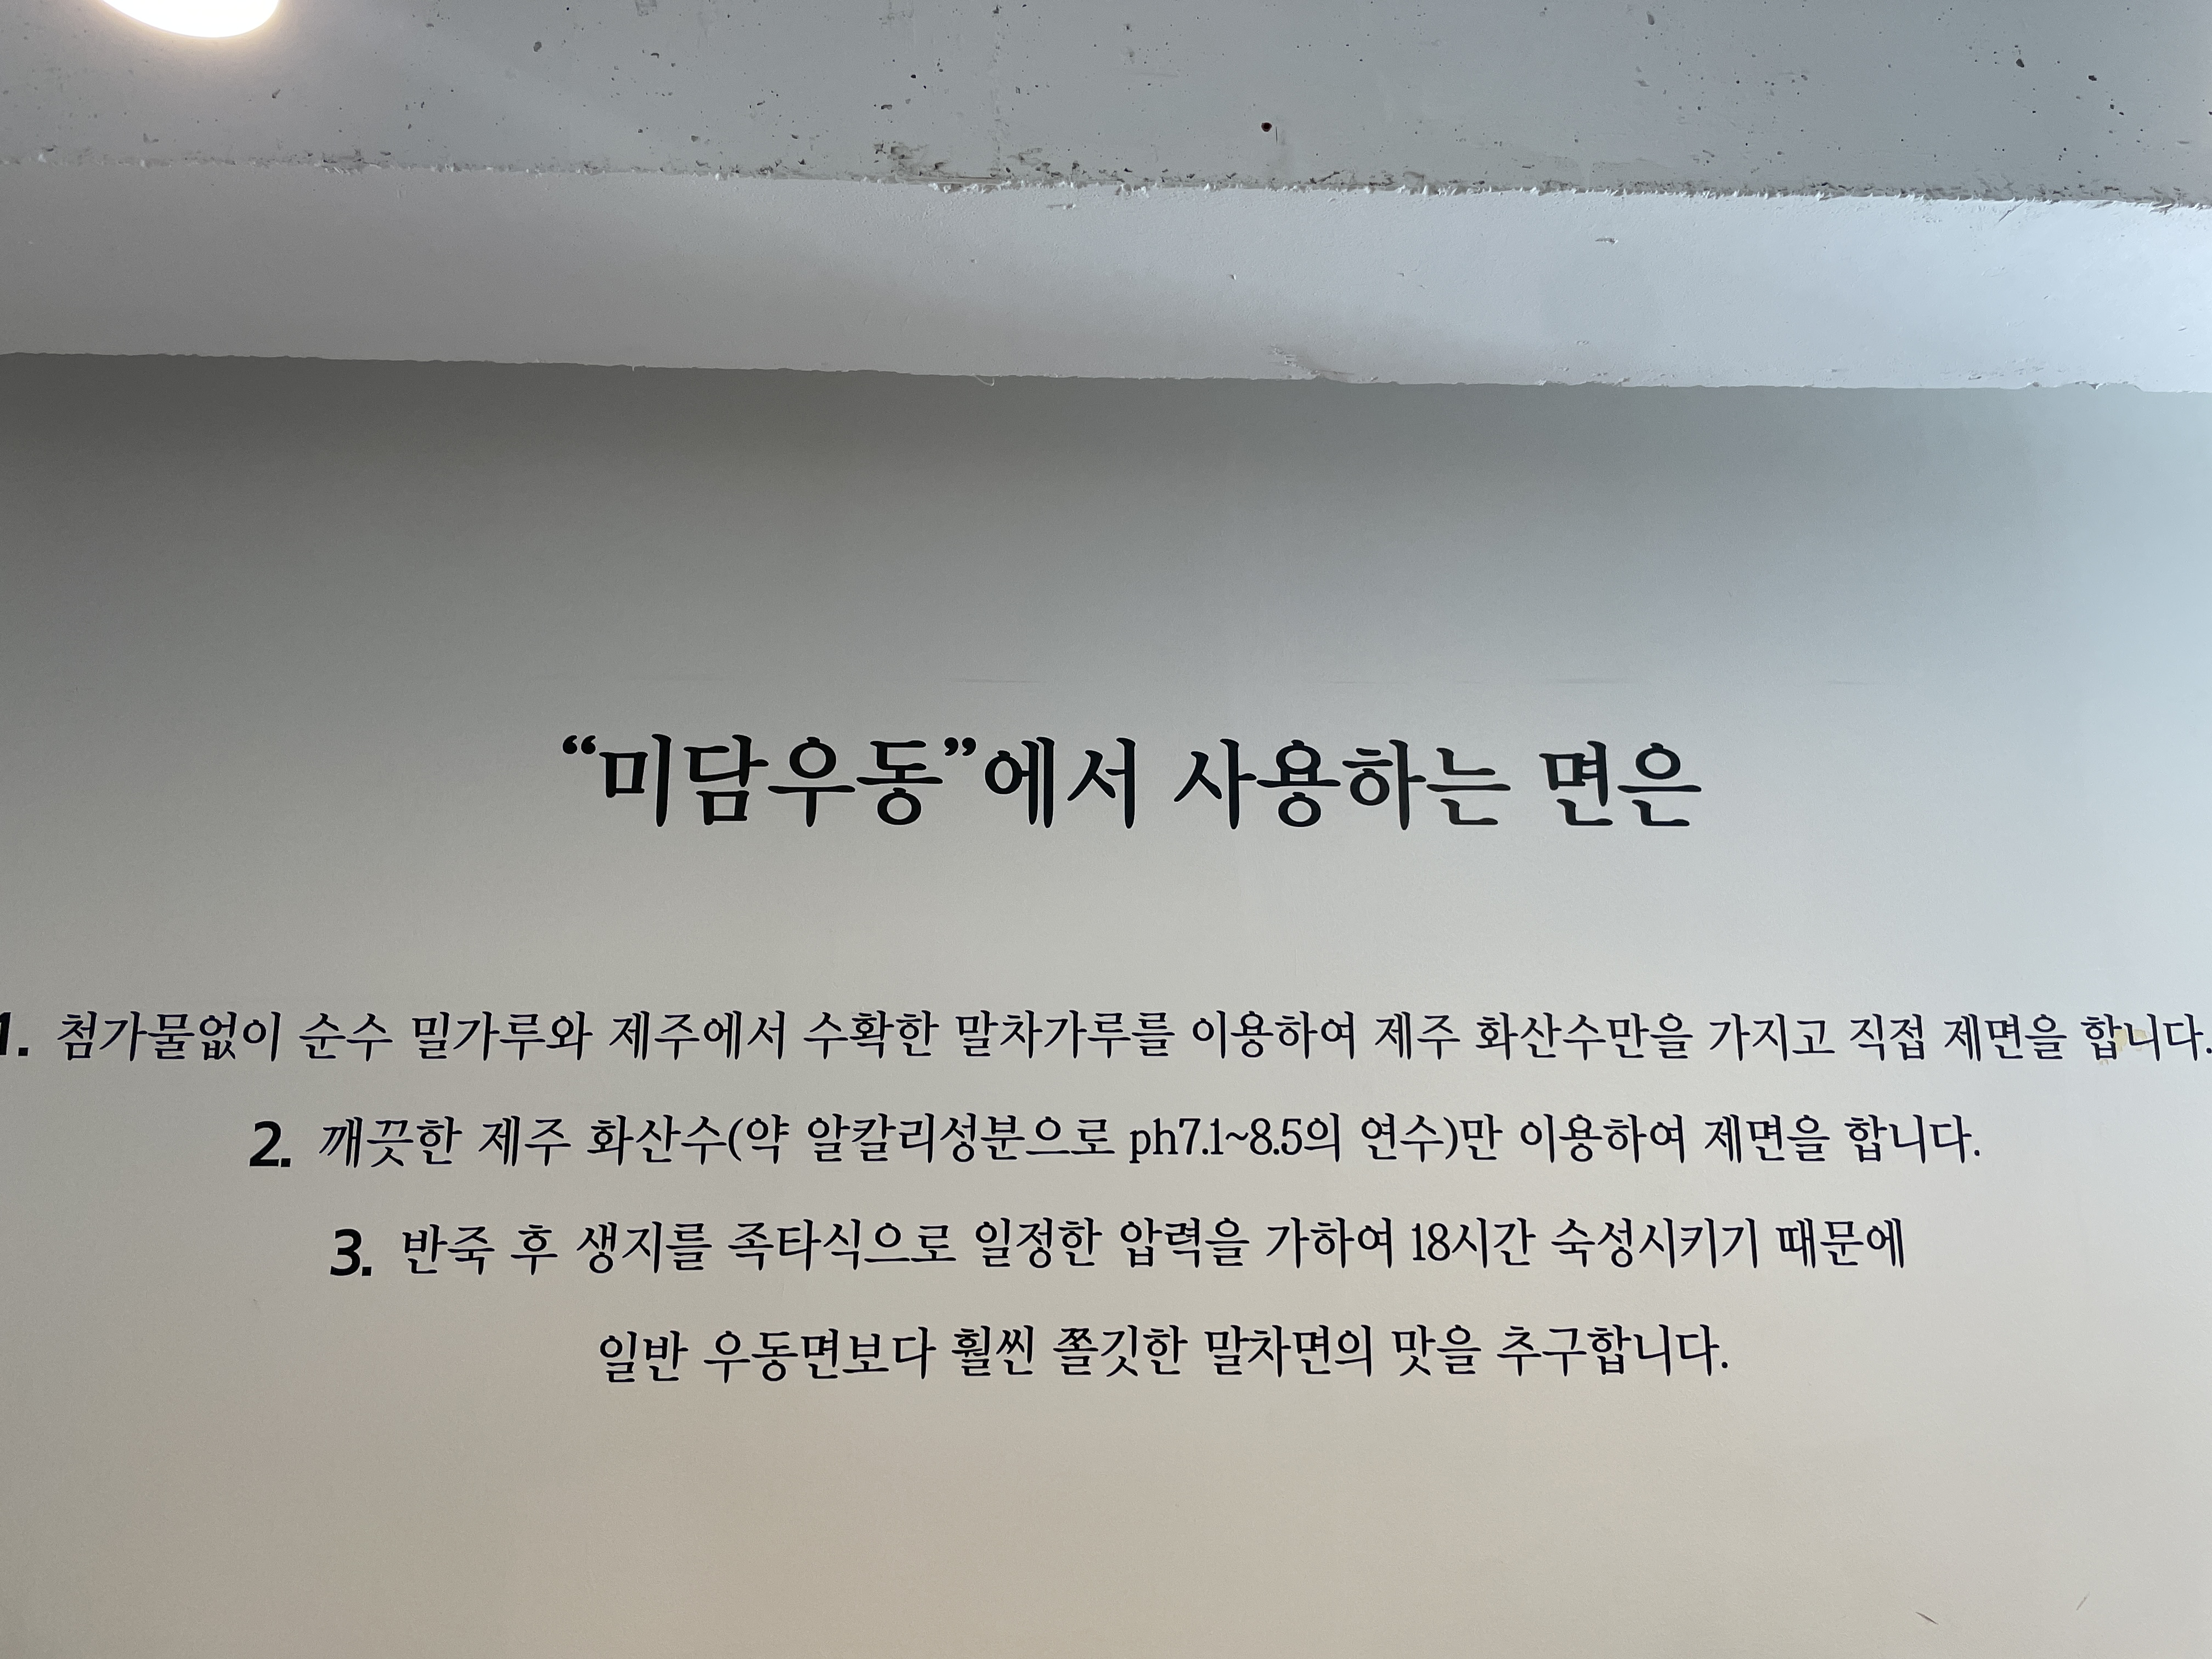 “미담우동”에서 사용하는 면은
1. 첨가물없이 순수 밀가루와 제주에서 수확한 말차가루를 이용하여 제주 화산수만을 가지고 직접 제면을 합니다.
2. 깨끗한 제주 화산수(약 알칼리성분으로 ph7.1~8.5의 연수)만 이용하여 제면을 합니다.
3. 반죽 후 생지를 족타식으로 일정한 압력을 가하여 18시간 숙성시키기 때문에
일반 우동면보다 훨씬 쫄깃한 말차면의 맛을 추구합니다.